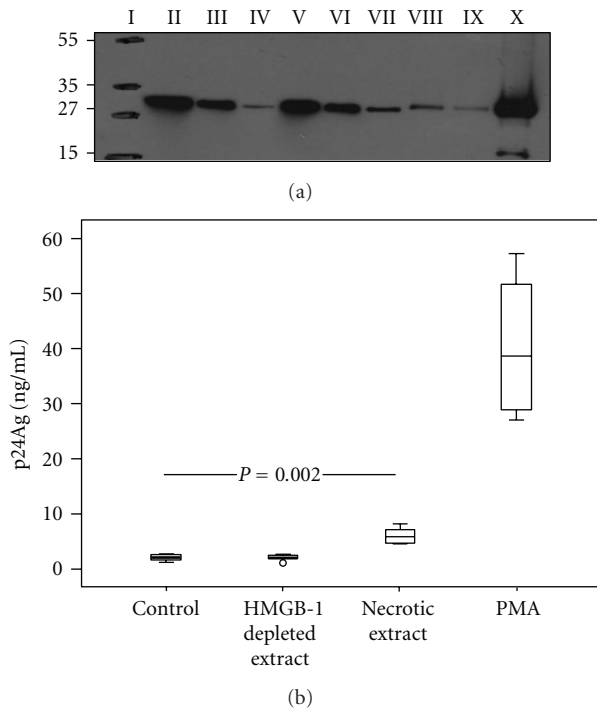 I II III IV V VI VII VIII IX X
55
35
27
15
(a)
60
50
40
30
20
10
0
p24Ag (ng/mL)
P = 0.002
Control
HMGB-1
depleted
extract
Necrotic
extract
PMA
(b)